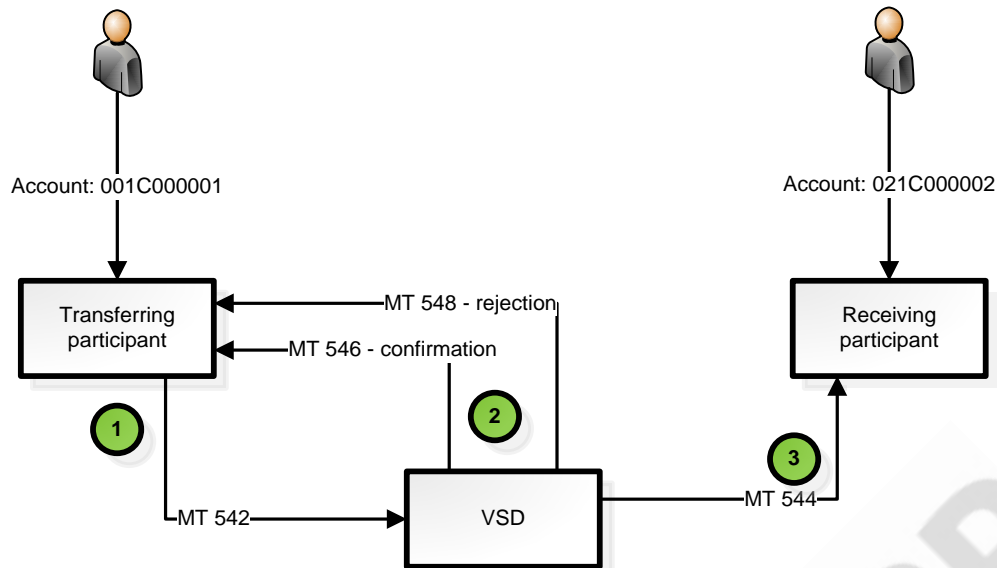 Account: 001C000001
Account: 021C000002
Transferring
participant
MT 548 - rejection
MT 546 - confirmation
Receiving
participant
1
2
3
MT 542
VSD
MT 544